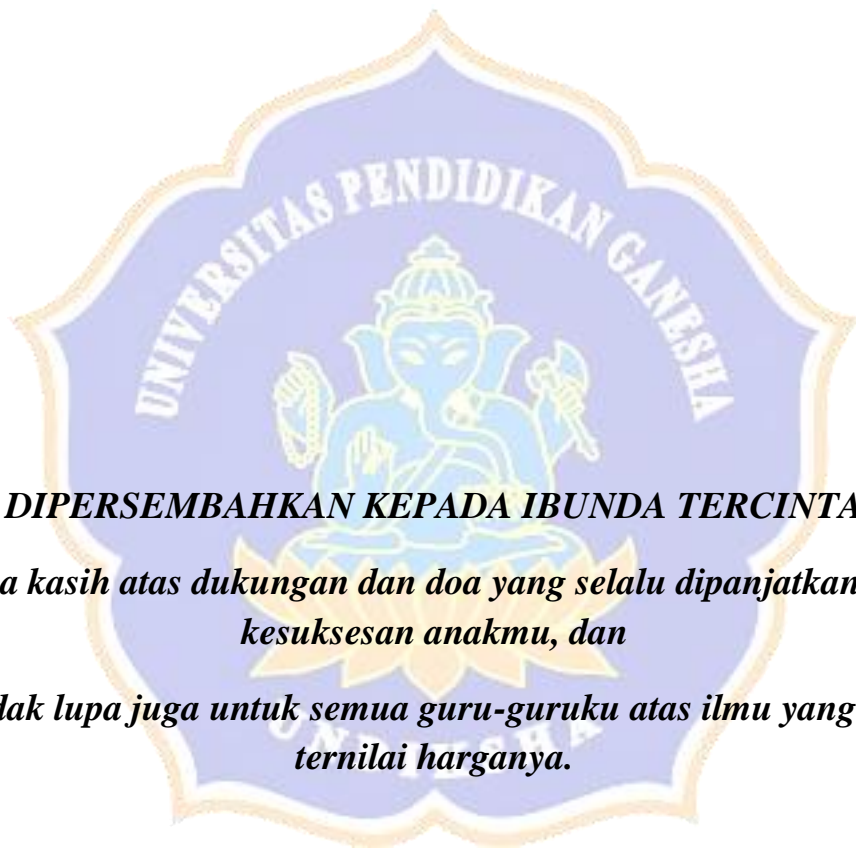 UNIVERSITAS PENDIDIKAN GANESHA
DIPERSEMBAHKAN KEPADA IBUNDA TERCINTA
kasih atas dukungan dan doa yang selalu dipanjatkan
kesuksesan anakmu, dan
lupa juga untuk semua guru-guruku atas ilmu yang
ternilai harganya.
UNDIKSHA